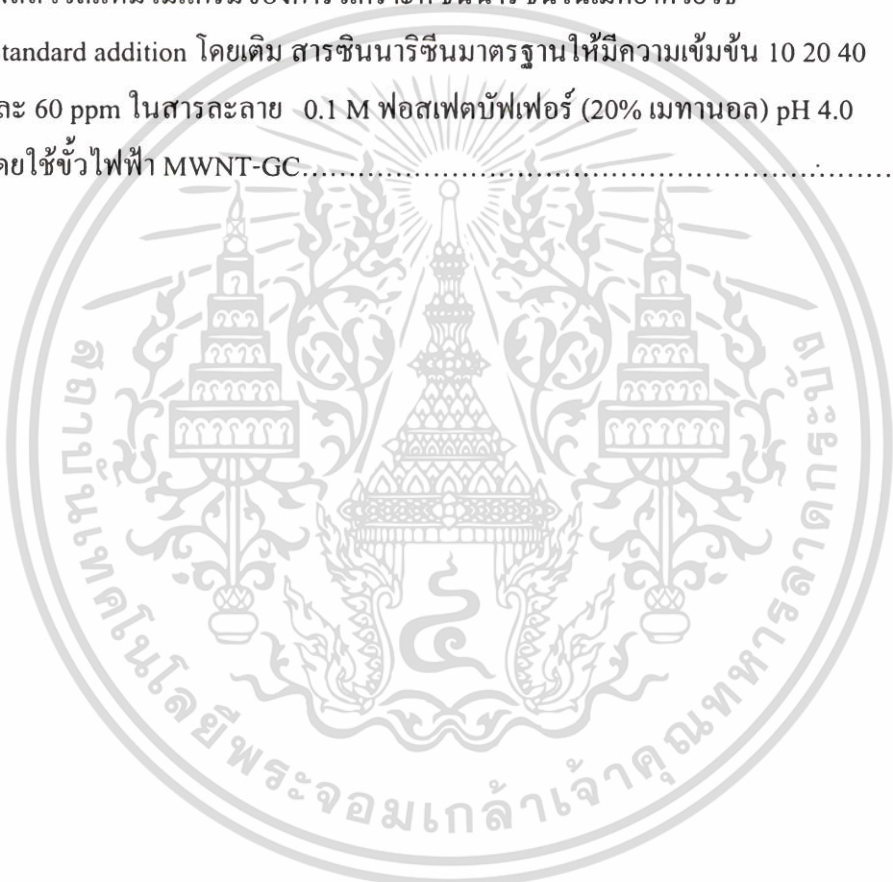 tandard addition โดยเติม สารซินนาริซีนมาตรฐานให้มีความเข้มข้น 10 20 40
ละ 60 ppm ในสารละลาย 0.1 M ฟอสเฟตบัฟเฟอร์ (20% เมทานอล) pH 4.0
ดยใช้ขั้วไฟฟ้า MWNT-GC
สถาบันเทคโนโลยีพระจอมเกล้าเจ้าคุณทหารลาดกระบัง